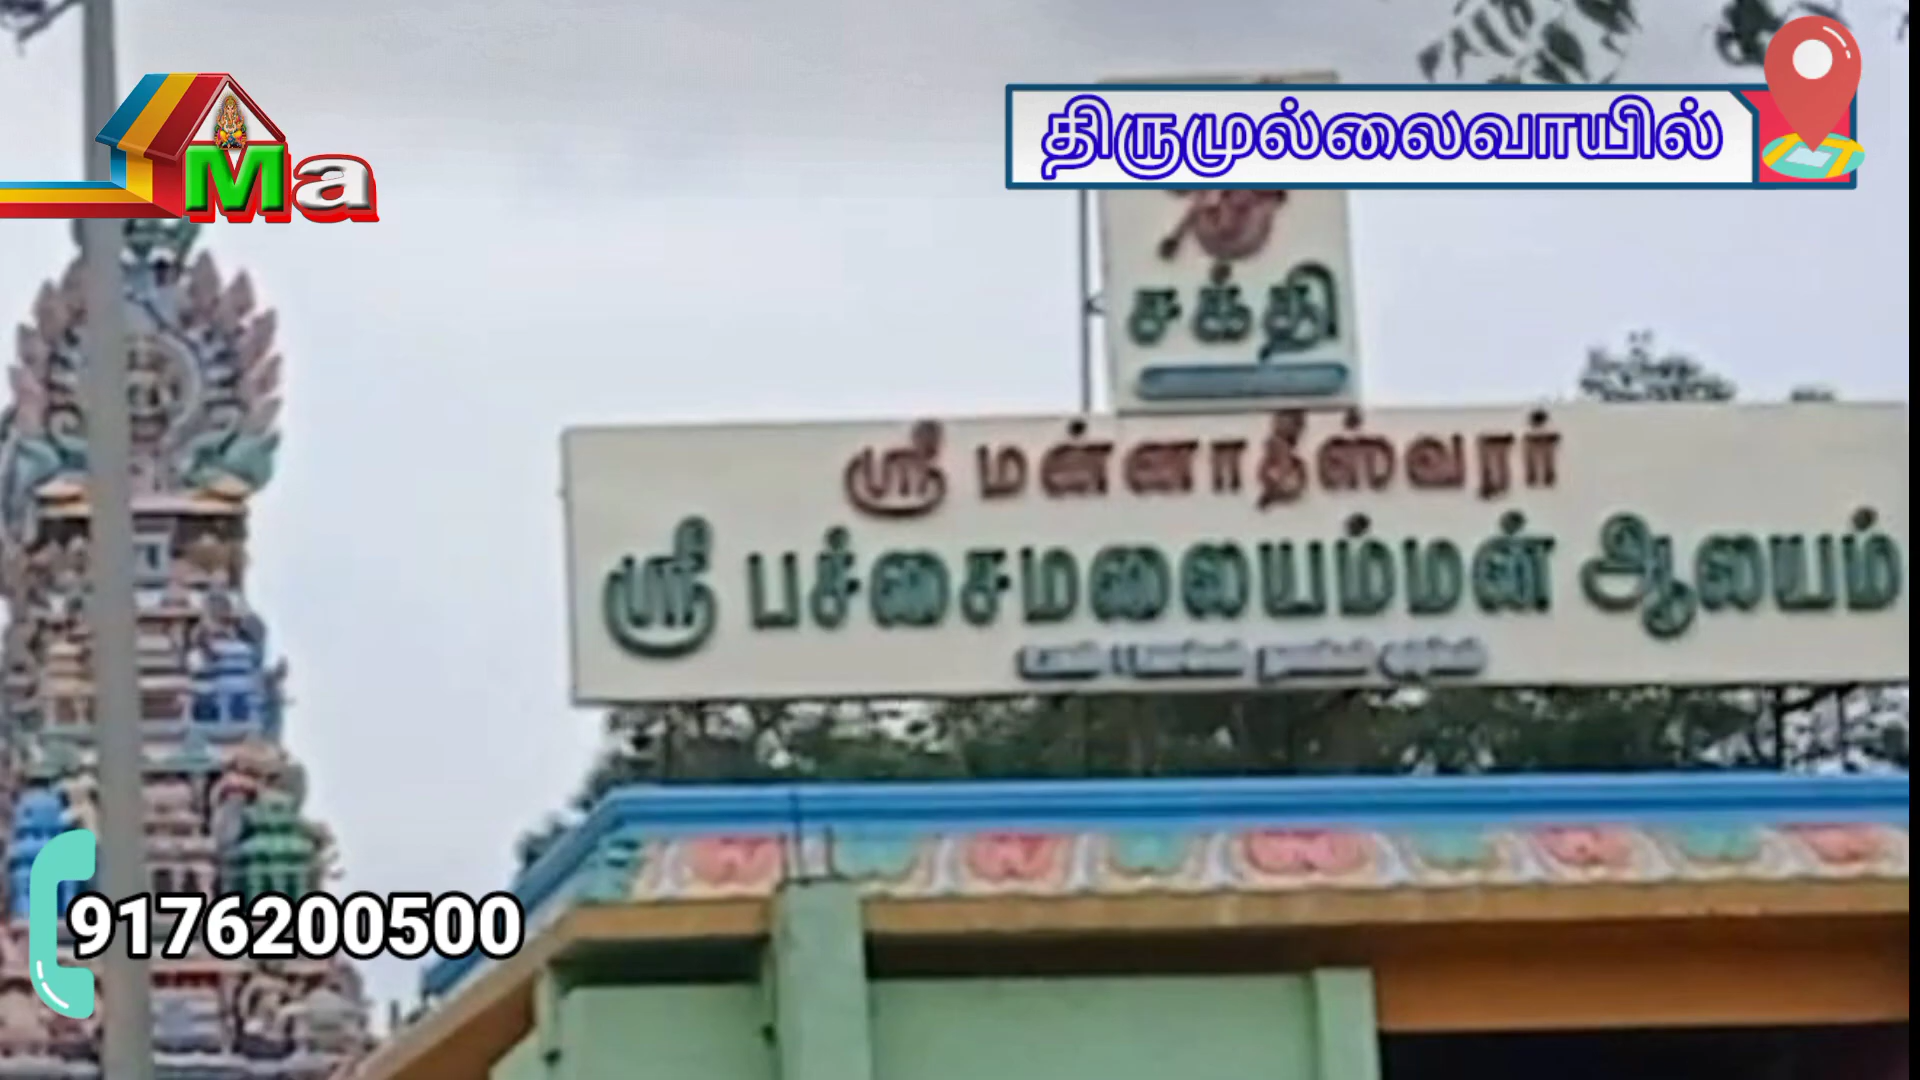 Ma
திருமுல்லைவாயில்
சக்தி
ஸ்ரீ மன்னாதீஸ்வரர்
ஸ்ரீ பச்சைமலையம்மன் ஆலயம்
9176200500